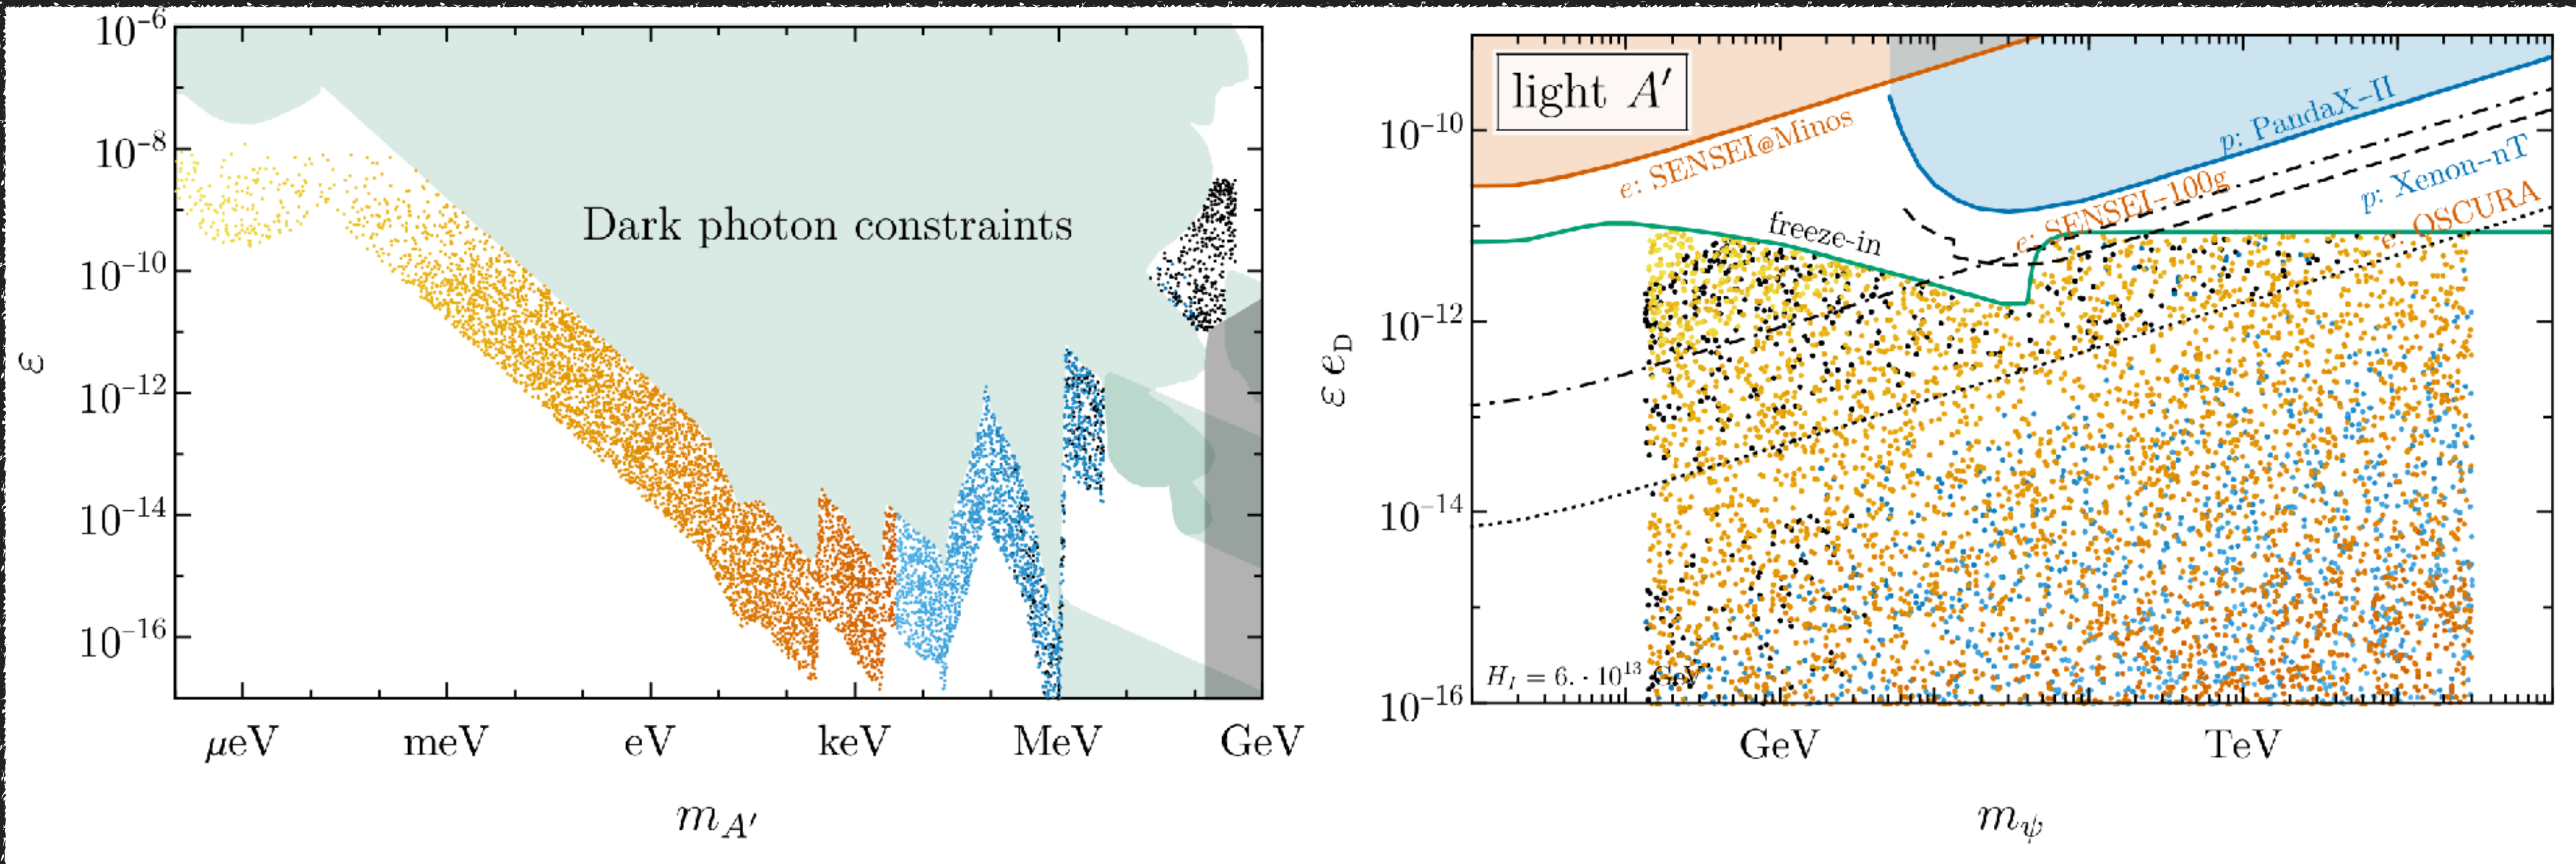 10⁻⁶
10⁻⁸
10⁻¹⁰
10⁻¹²
10⁻¹⁴
10⁻¹⁶
ε
Dark photon constraints
μeV meV eV keV MeV GeV
m_A′
light A′
10⁻¹⁰
10⁻¹²
10⁻¹⁴
10⁻¹⁶
ε e_D
e: SENSEI@Minos
p: PandaX–II
p: Xenon–nT
e: SENSEI–100g
e: OSCURA
freeze-in
H_I = 6. · 10¹³ GeV
GeV TeV
m_ψ